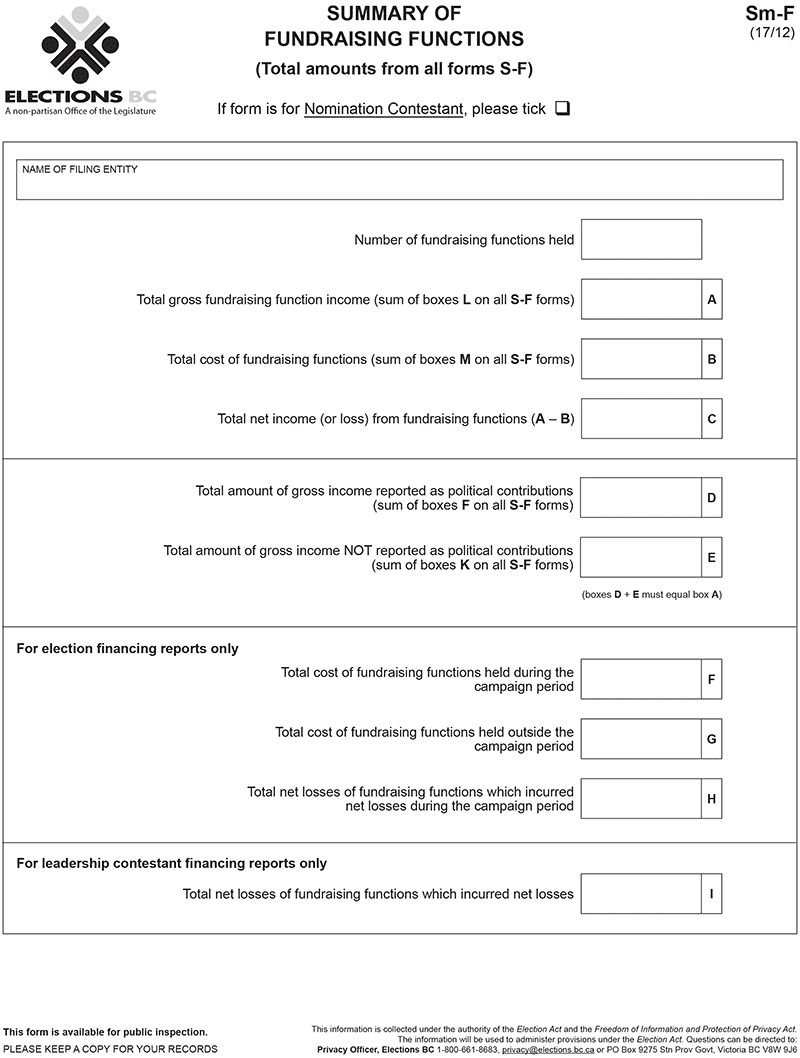 SUMMARY OF
FUNDRAISING FUNCTIONS
(Total amounts from all forms S-F)
Sm-F
(17/12)
ELECTIONS BC
A non-partisan Office of the Legislature
If form is for Nomination Contestant, please tick ❑
NAME OF FILING ENTITY
Number of fundraising functions held
Total gross fundraising function income (sum of boxes L on all S-F forms)
A
Total cost of fundraising functions (sum of boxes M on all S-F forms)
B
Total net income (or loss) from fundraising functions (A – B)
C
Total amount of gross income reported as political contributions
(sum of boxes F on all S-F forms)
D
Total amount of gross income NOT reported as political contributions
(sum of boxes K on all S-F forms)
E
(boxes D + E must equal box A)
For election financing reports only
Total cost of fundraising functions held during the
campaign period
F
Total cost of fundraising functions held outside the
campaign period
G
Total net losses of fundraising functions which incurred
net losses during the campaign period
H
For leadership contestant financing reports only
Total net losses of fundraising functions which incurred net losses
I
This form is available for public inspection.
PLEASE KEEP A COPY FOR YOUR RECORDS
This information is collected under the authority of the Election Act and the Freedom of Information and Protection of Privacy Act.
The information will be used to administer provisions under the Election Act. Questions can be directed to:
Privacy Officer, Elections BC 1-800-661-8683, privacy@elections.bc.ca or PO Box 9275 Stn Prov Govt, Victoria BC V8W 9J6